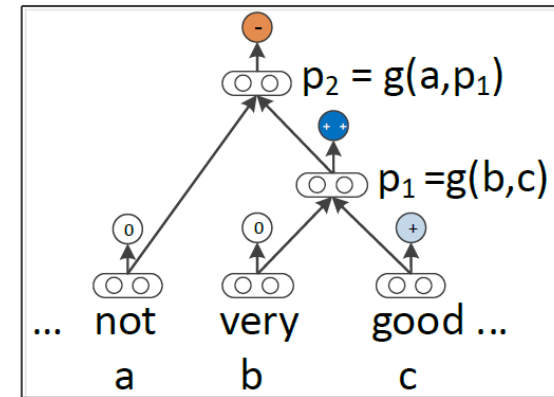 -
p₂ = g(a,p₁)
+ +
p₁ =g(b,c)
0 0 +
... not very good ...
a b c